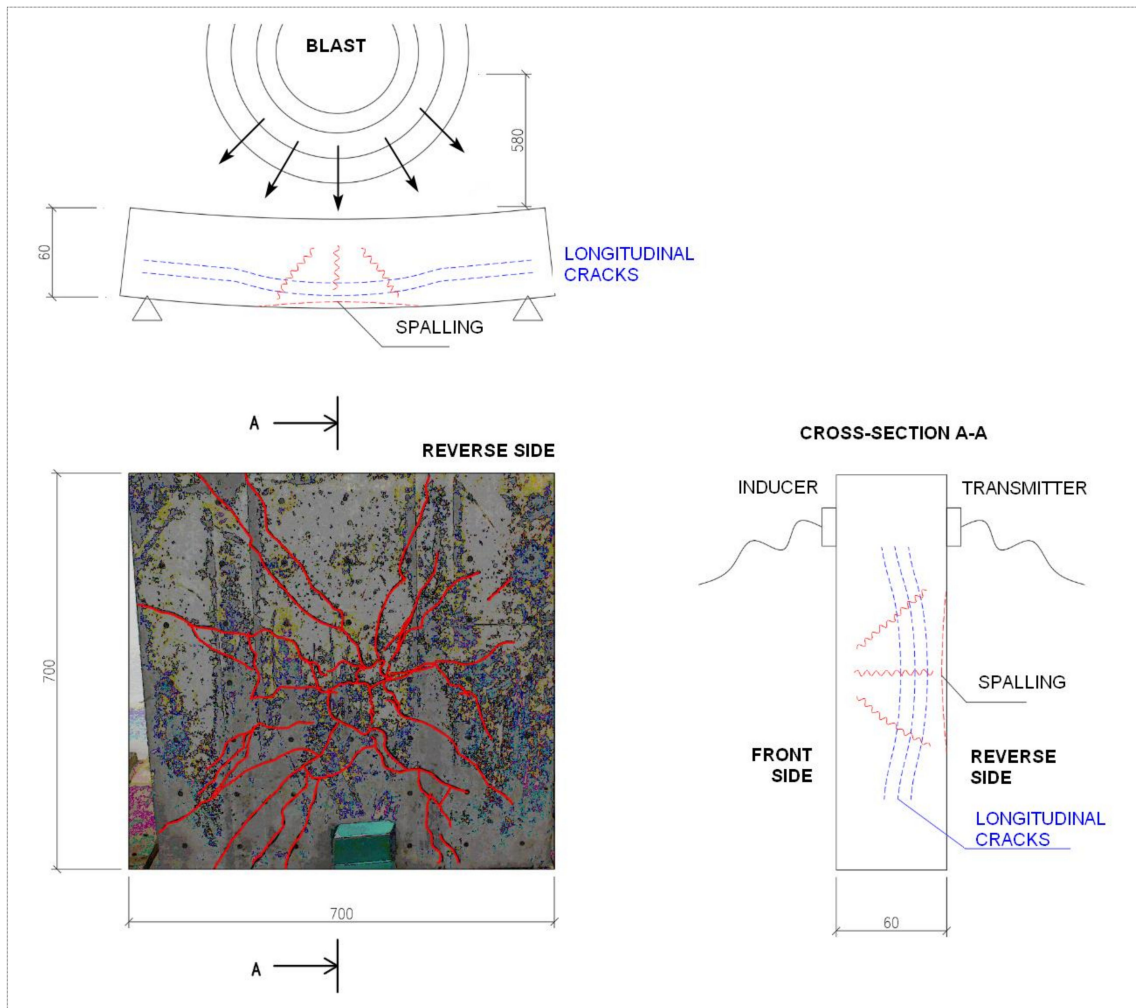 BLAST
580
60
LONGITUDINAL
CRACKS
SPALLING
A
REVERSE SIDE
CROSS-SECTION A-A
INDUCER
TRANSMITTER
700
SPALLING
FRONT
SIDE
REVERSE
SIDE
LONGITUDINAL
CRACKS
700
60
A